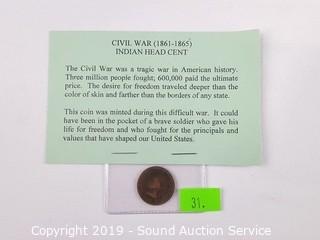 CIVIL WAR (1861-1865)
INDIAN HEAD CENT
The Civil War was a tragic war in American history.
Three million people fought; 600,000 paid the ultimate
price. The desire for freedom traveled deeper than the
color of skin and farther than the borders of any state.
This coin was minted during this difficult war. It could
have been in the pocket of a brave soldier who gave his
life for freedom and who fought for the principals and
values that have shaped our United States.
31.
Copyright 2019 - Sound Auction Service